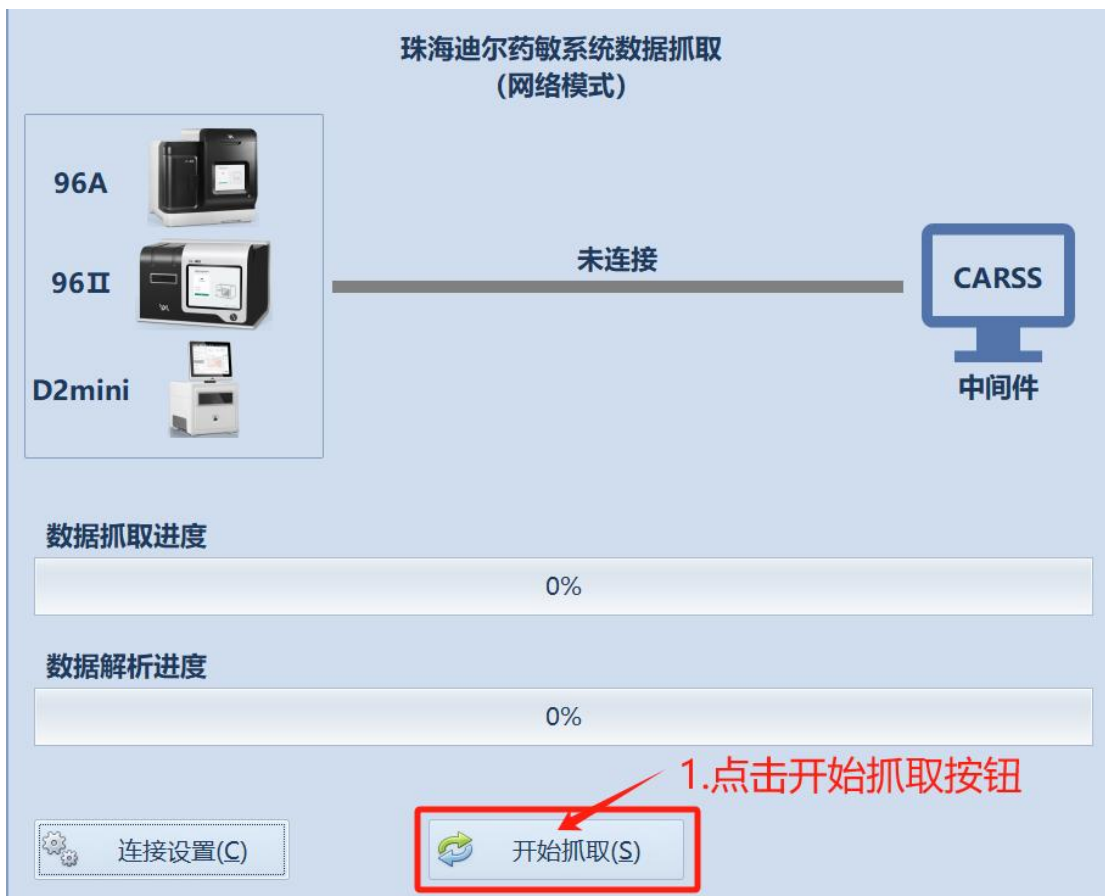 珠海迪尔药敏系统数据抓取
（网络模式）
96A
96Ⅱ
D2mini
未连接
CARSS
中间件
数据抓取进度
0%
数据解析进度
0%
1.点击开始抓取按钮
连接设置(C)
开始抓取(S)